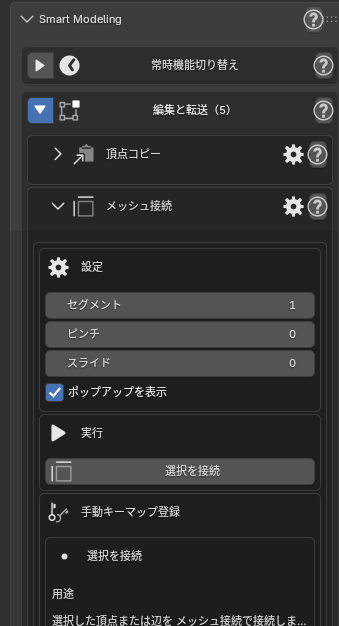 Smart Modeling
常時機能切り替え
編集と転送（5）
頂点コピー
メッシュ接続
設定
セグメント 1
ピンチ 0
スライド 0
ポップアップを表示
実行
選択を接続
手動キーマップ登録
選択を接続
用途
選択した頂点または辺を メッシュ接続で接続しま...